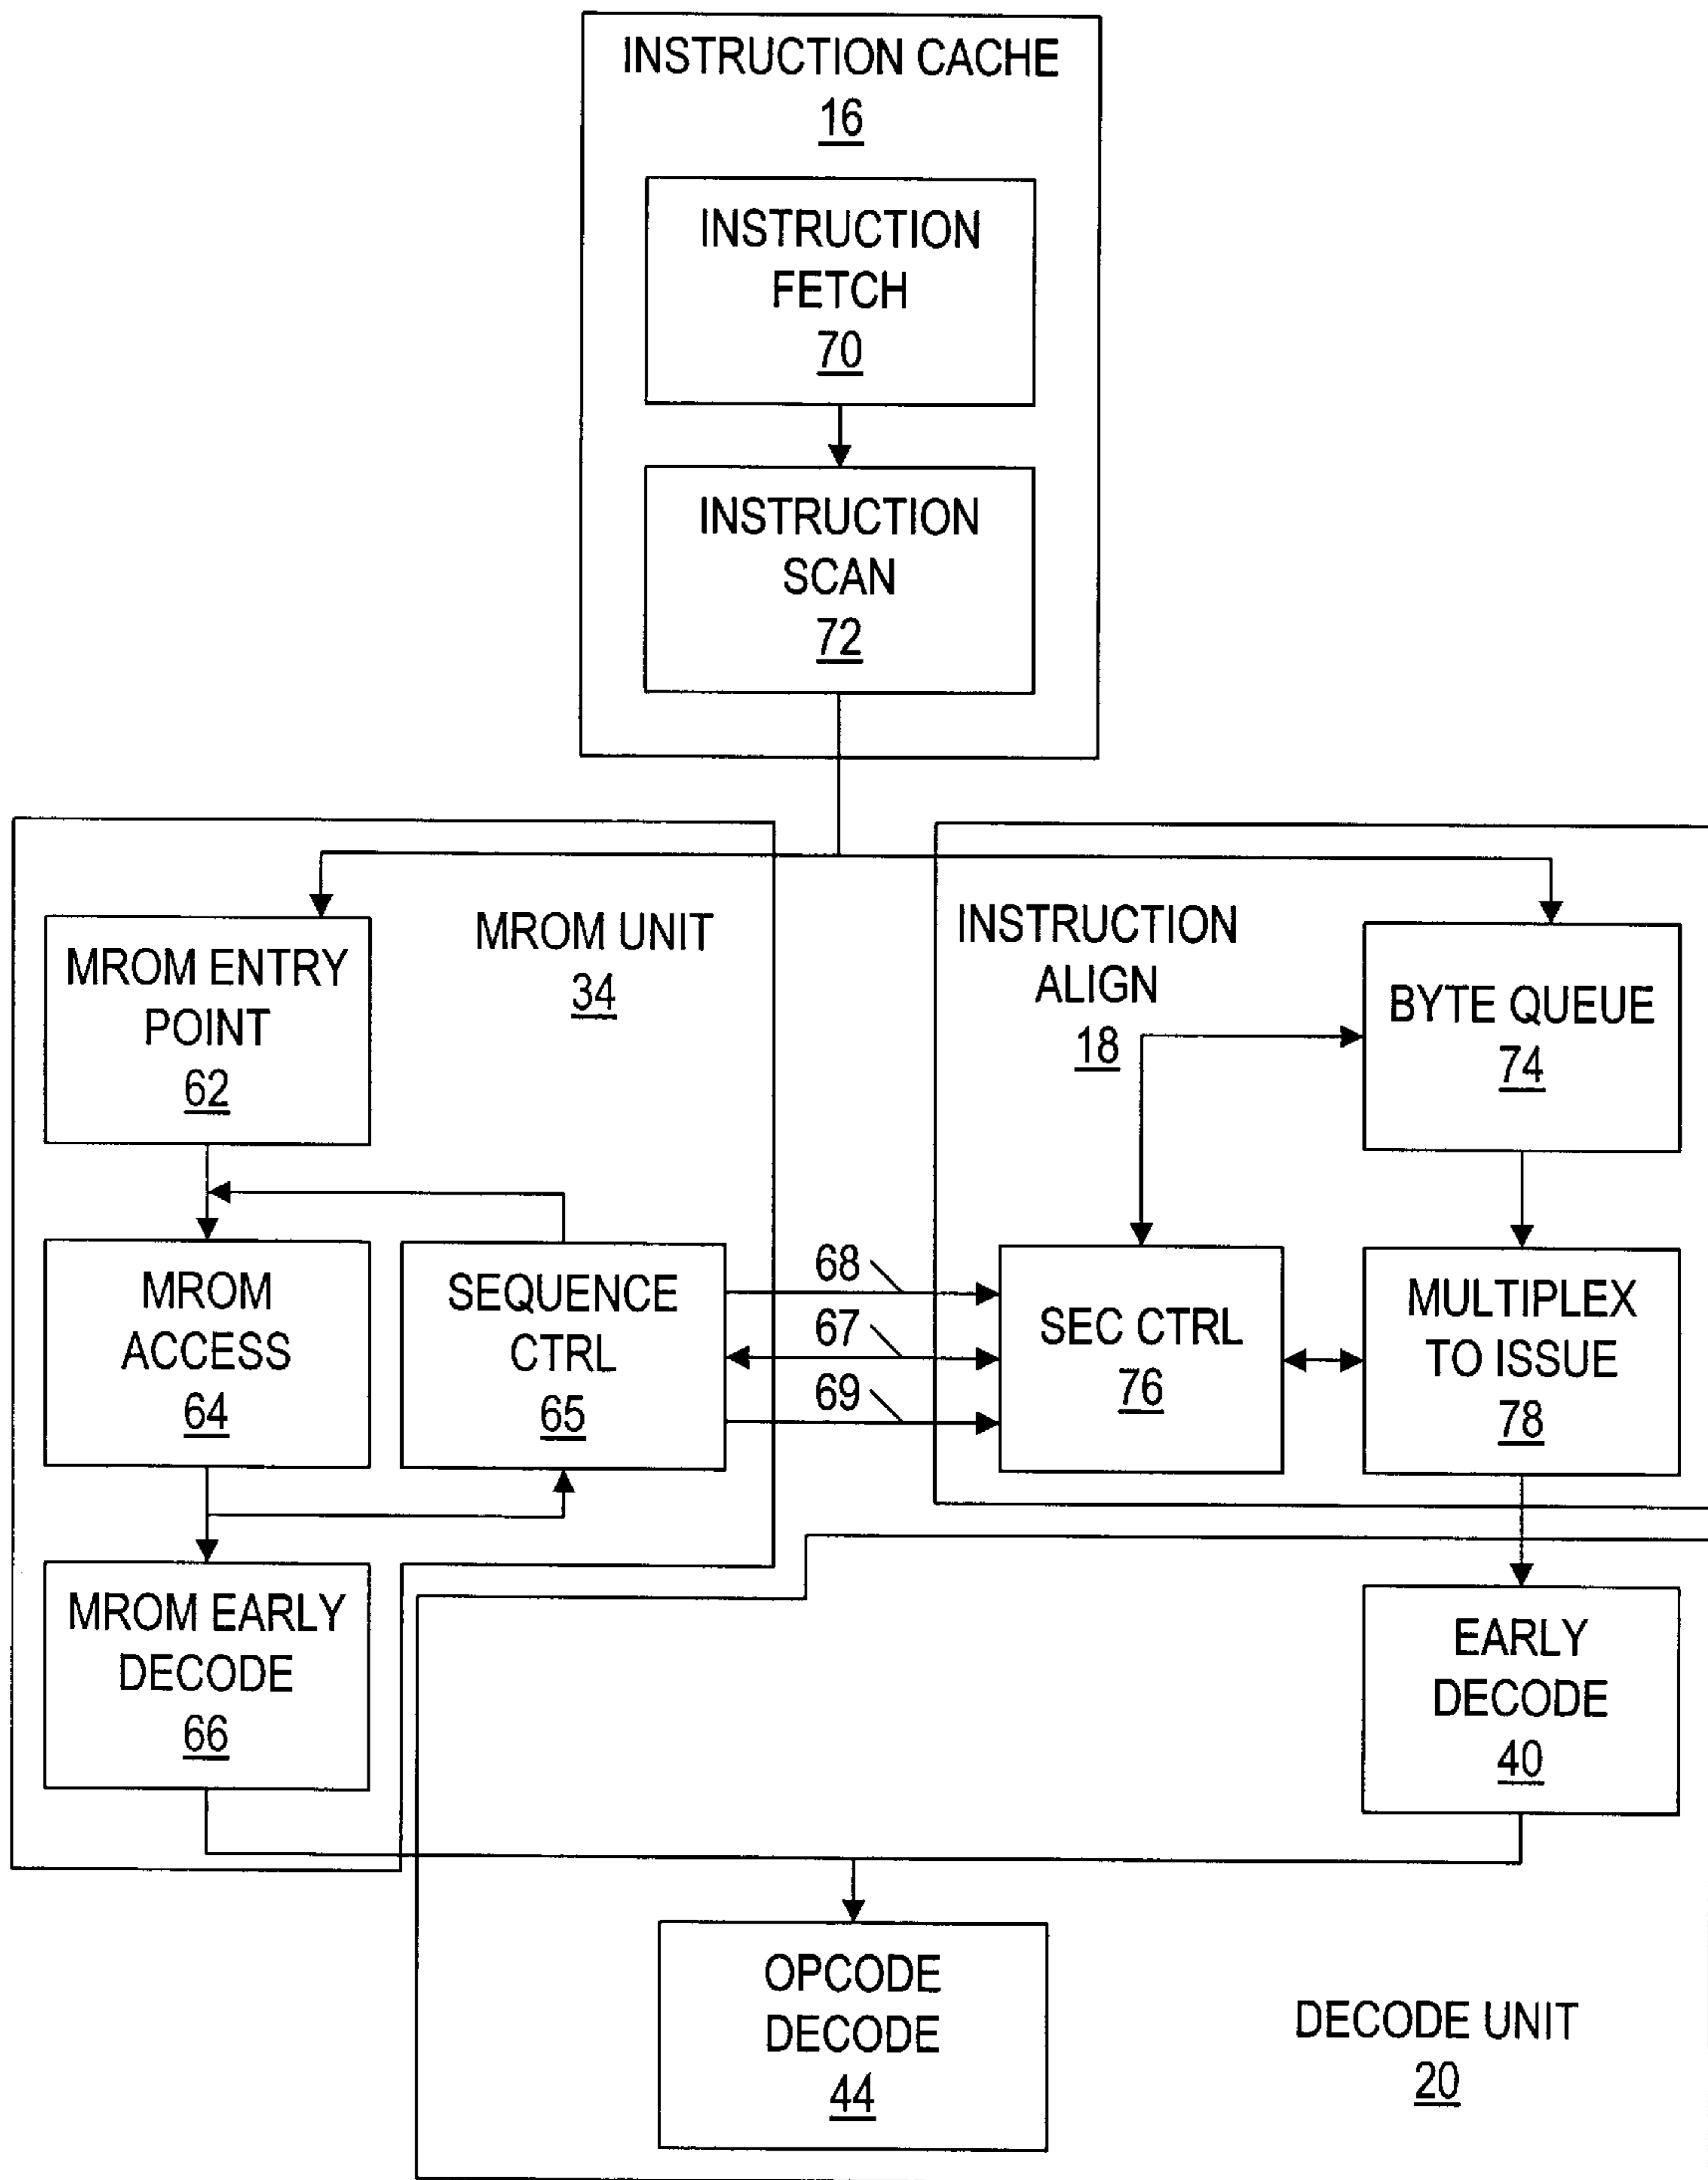 INSTRUCTION CACHE
16
INSTRUCTION
FETCH
70
INSTRUCTION
SCAN
72
MROM ENTRY
POINT
62
MROM UNIT
34
INSTRUCTION
ALIGN
18
BYTE QUEUE
74
MROM
ACCESS
64
SEQUENCE
CTRL
65
68
67
69
SEC CTRL
76
MULTIPLEX
TO ISSUE
78
MROM EARLY
DECODE
66
EARLY
DECODE
40
OPCODE
DECODE
44
DECODE UNIT
20